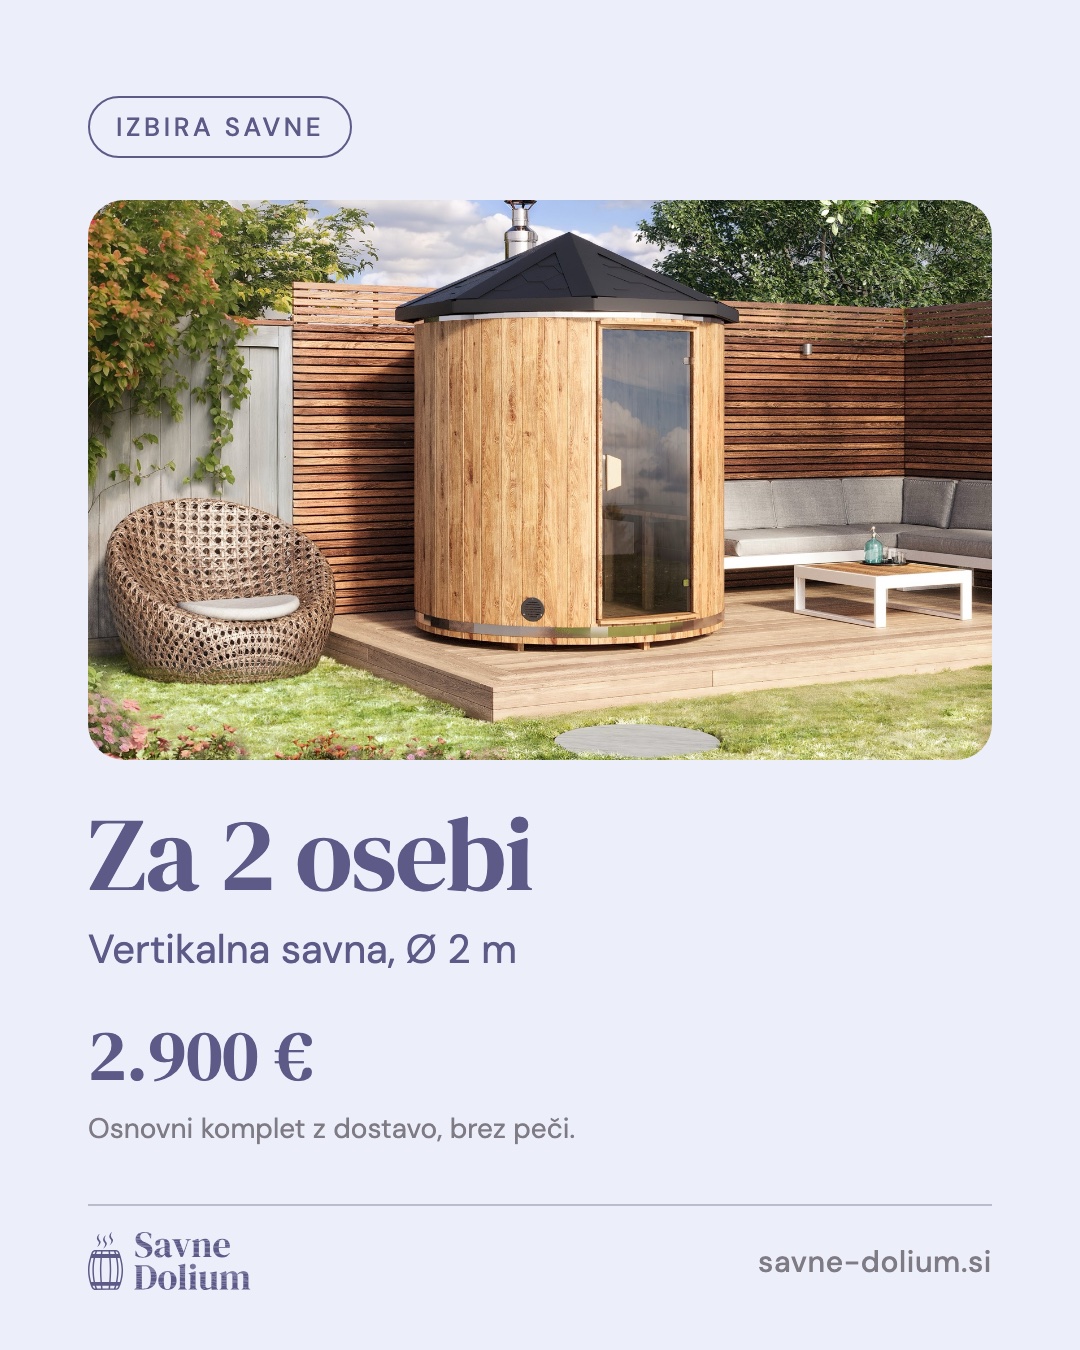 IZBIRA SAVNE
Za 2 osebi
Vertikalna savna, Ø 2 m
2.900 €
Osnovni komplet z dostavo, brez peči.
Savne
Dolium
savne-dolium.si